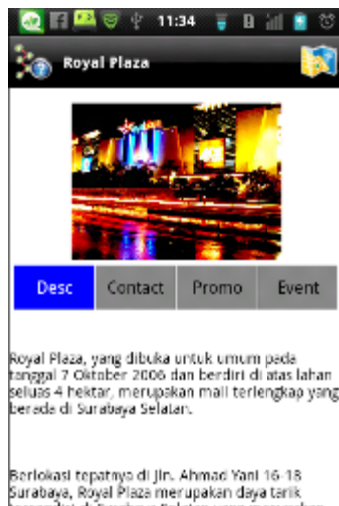 11:34
Royal Plaza
Desc Contact Promo Event
Royal Plaza, yang dibuka untuk umum pada
tanggal 7 Oktober 2006 dan berdiri di atas lahan
seluas 4 hektar, merupakan mall terlengkap yang
berada di Surabaya Selatan.
Berlokasi tepatnya di Jln. Ahmad Yani 16-18
Surabaya, Royal Plaza merupakan daya tarik